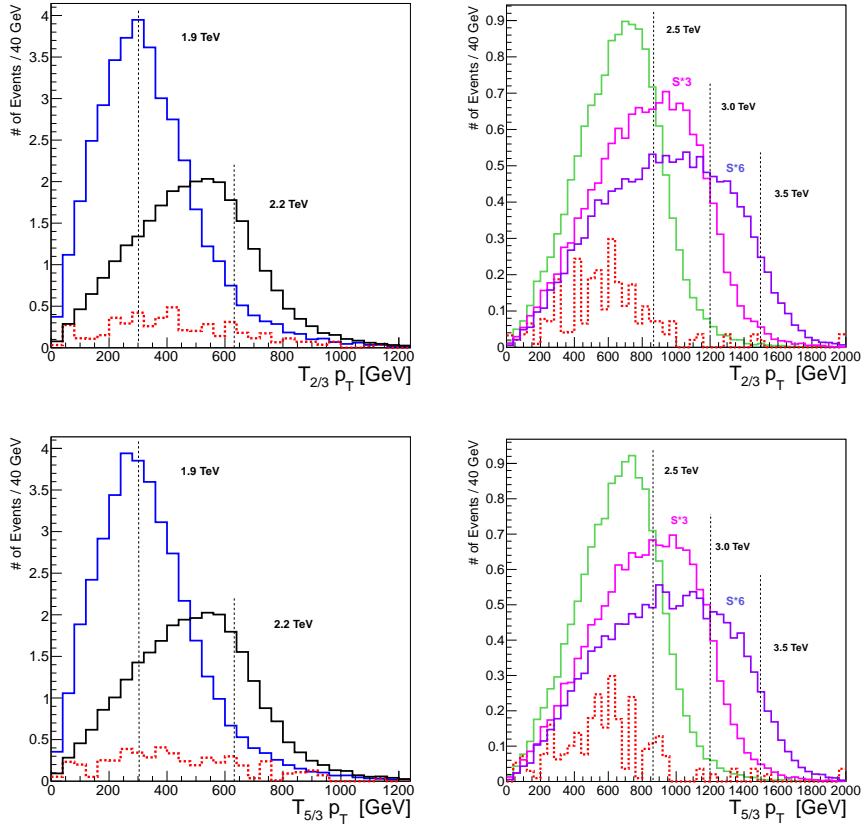 # of Events / 40 GeV
4
3.5
3
2.5
2
1.5
1
0.5
1.9 TeV
2.2 TeV
0 200 400 600 800 1000 1200
T2/3 pT [GeV]
# of Events / 40 GeV
0.9
0.8
0.7
0.6
0.5
0.4
0.3
0.2
0.1
0
2.5 TeV
S*3
3.0 TeV
S*6
3.5 TeV
200 400 600 800 1000 1200 1400 1600 1800 2000
T2/3 pT [GeV]
# of Events / 40 GeV
4
3.5
3
2.5
2
1.5
1
0.5
0
1.9 TeV
2.2 TeV
0 200 400 600 800 1000 1200
T5/3 pT [GeV]
# of Events / 40 GeV
0.9
0.8
0.7
0.6
0.5
0.4
0.3
0.2
0.1
0
2.5 TeV
S*3
3.0 TeV
S*6
3.5 TeV
0 200 400 600 800 1000 1200 1400 1600 1800 2000
T5/3 pT [GeV]